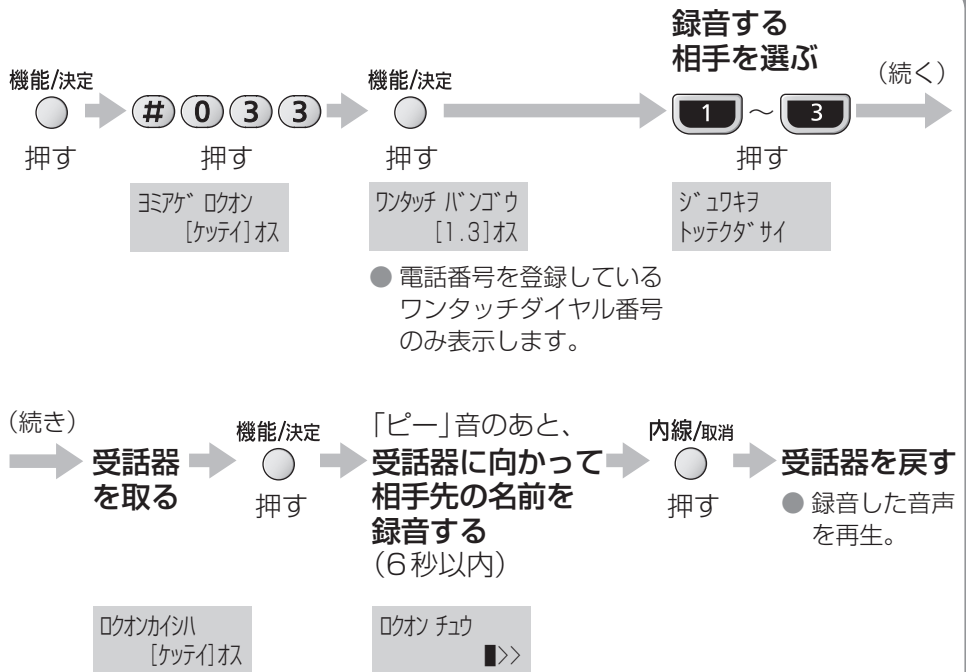 機能/決定
押す
# 0 3 3
押す
ﾖﾐｱｹﾞ ﾛｸｵﾝ
[ｹｯﾃｲ]ｵｽ
機能/決定
押す
ﾜﾝﾀｯﾁ ﾊﾞﾝｺﾞｳ
[1.3]ｵｽ
● 電話番号を登録している
ワンタッチダイヤル番号
のみ表示します。
録音する
相手を選ぶ
1 ～ 3
押す
ｼﾞｭﾜｷｦ
ﾄｯﾃｸﾀﾞｻｲ
(続く)
(続き)
受話器
を取る
ﾛｸｵﾝｶｲｼﾊ
[ｹｯﾃｲ]ｵｽ
機能/決定
押す
「ピー」音のあと、
受話器に向かって
相手先の名前を
録音する
(6秒以内)
ﾛｸｵﾝ ﾁｭｳ
■>>
内線/取消
押す
受話器を戻す
● 録音した音声
を再生。